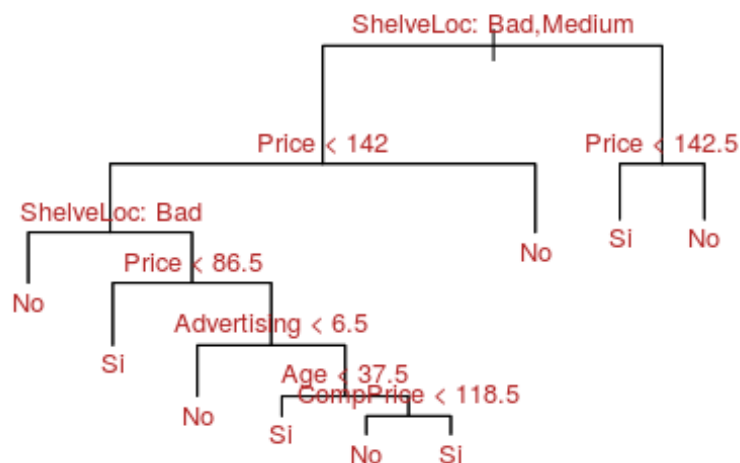 ShelveLoc: Bad,Medium
Price < 142
Price < 142.5
ShelveLoc: Bad
Si
No
No
Price < 86.5
No
Si
Advertising < 6.5
No
Age < 37.5
CompPrice < 118.5
Si
No
Si